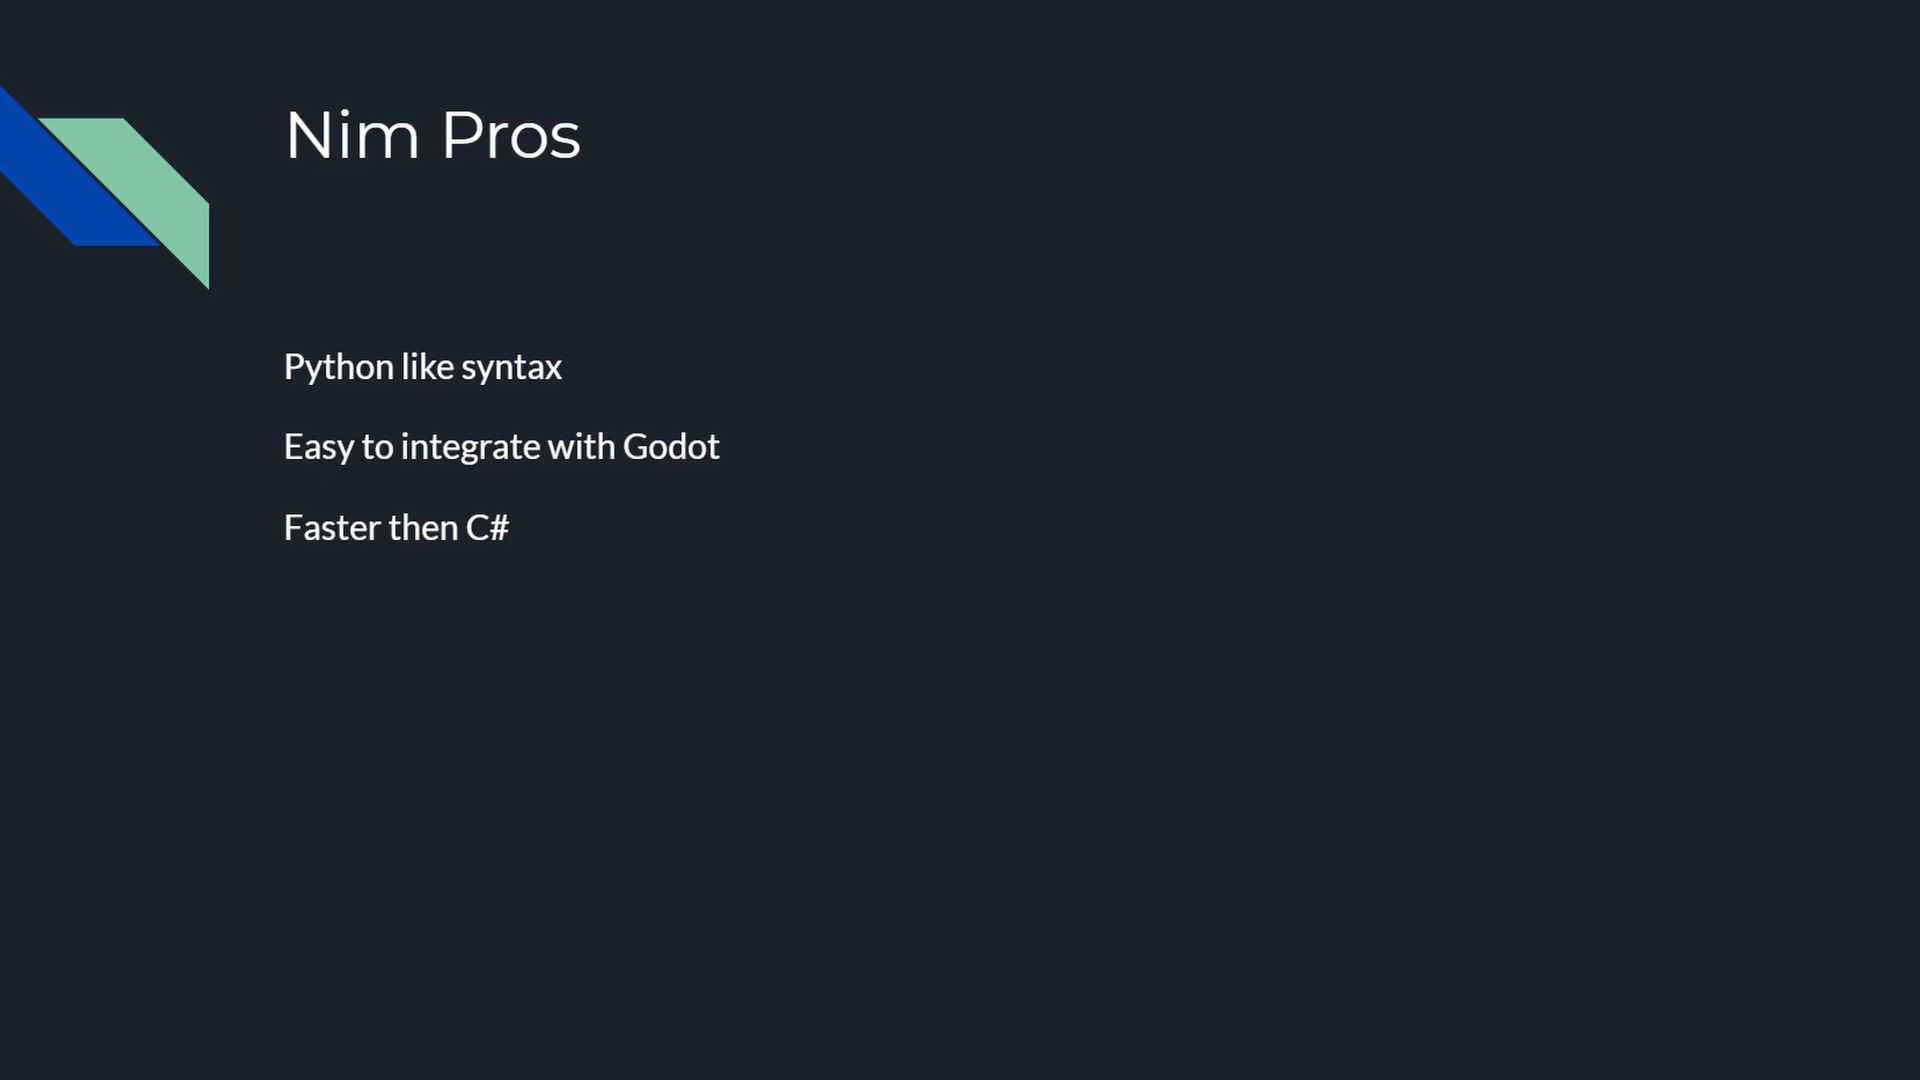 Nim Pros
Python like syntax
Easy to integrate with Godot
Faster then C#